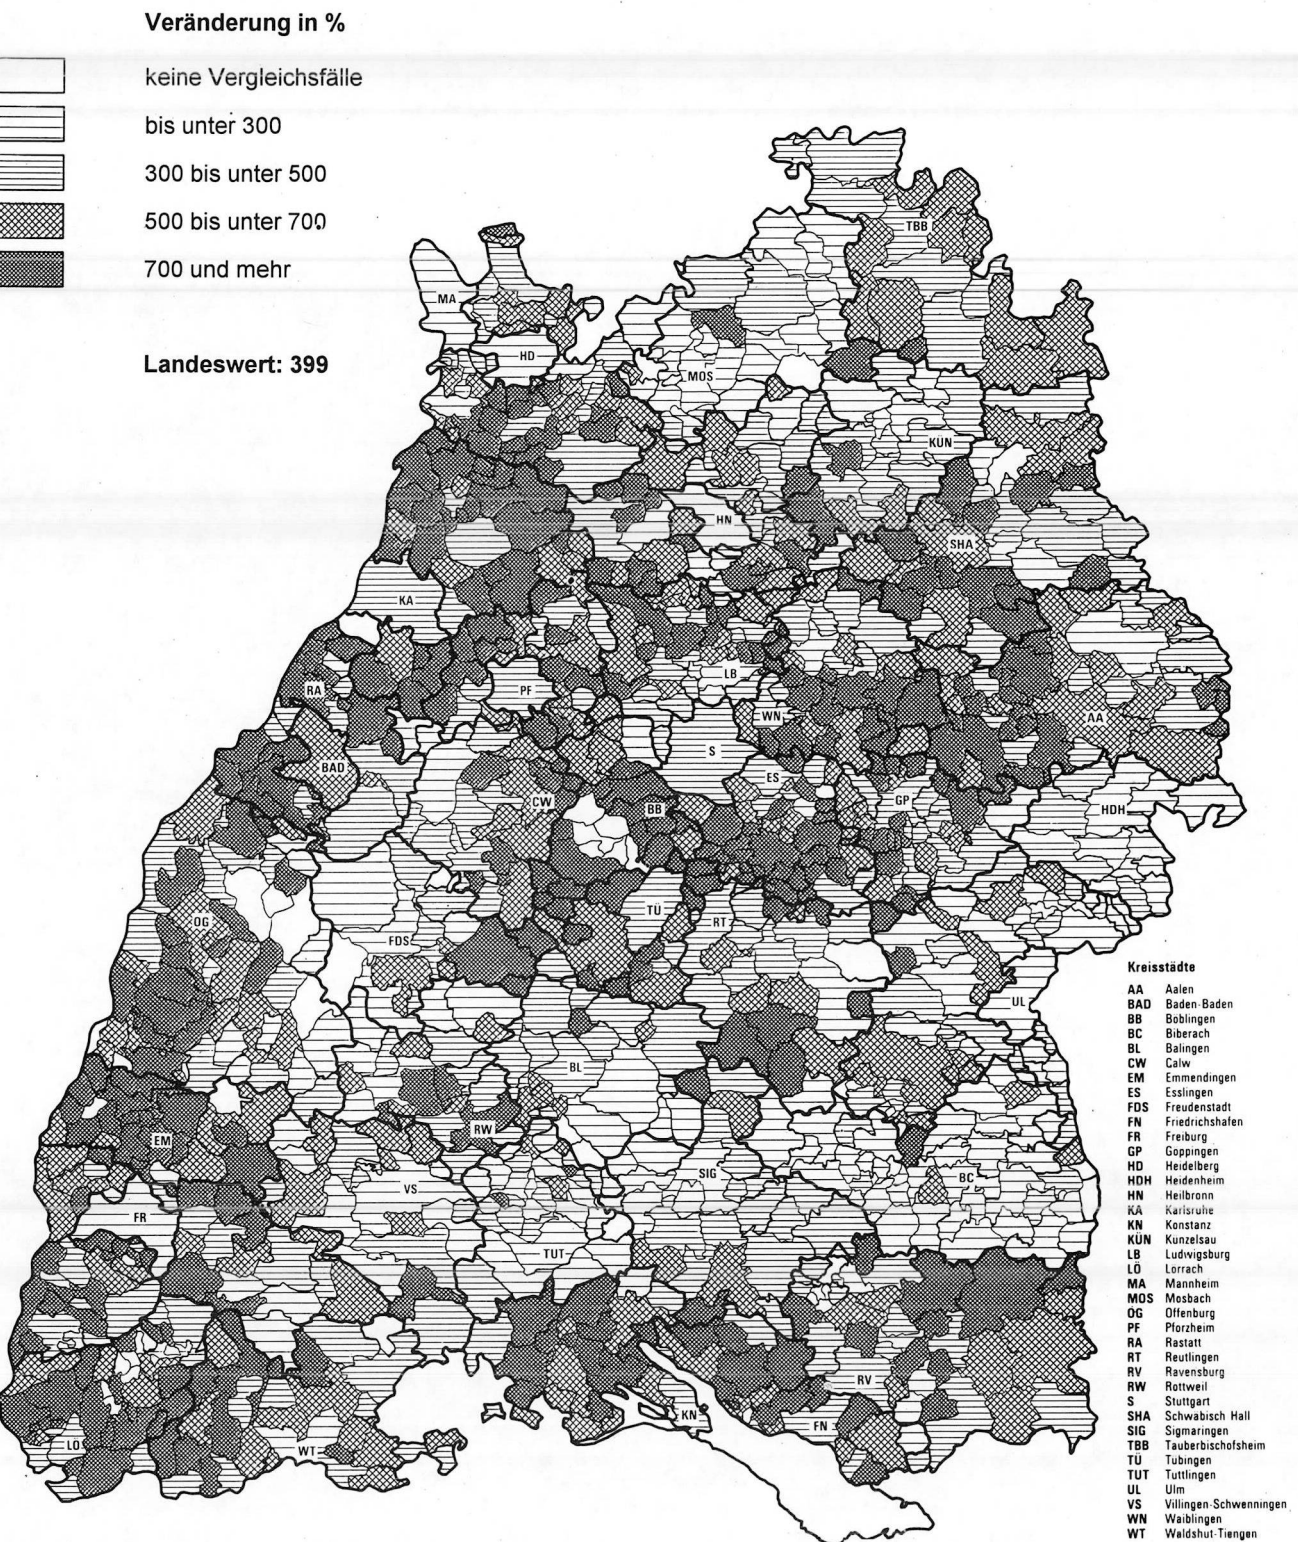 Veränderung in %
keine Vergleichsfälle
bis unter 300
300 bis unter 500
500 bis unter 700
700 und mehr
Landeswert: 399
TBB
MA
HD
MOS
KÜN
HN
SHA
KA
LB
PF
RA
WN
AA
S
BAD
ES
CW
BB
GP
HDH
TÜ
RT
OG
FDS
UL
BL
EM
RW
SIG
BC
VS
FR
TUT
RV
KN
FN
LÖ
WT
Kreisstädte
AA Aalen
BAD Baden-Baden
BB Boblingen
BC Biberach
BL Balingen
CW Calw
EM Emmendingen
ES Esslingen
FDS Freudenstadt
FN Friedrichshafen
FR Freiburg
GP Goppingen
HD Heidelberg
HDH Heidenheim
HN Heilbronn
KA Karlsruhe
KN Konstanz
KÜN Kunzelsau
LB Ludwigsburg
LÖ Lorrach
MA Mannheim
MOS Mosbach
OG Offenburg
PF Pforzheim
RA Rastatt
RT Reutlingen
RV Ravensburg
RW Rottweil
S Stuttgart
SHA Schwabisch Hall
SIG Sigmaringen
TBB Tauberbischofsheim
TÜ Tubingen
TUT Tuttlingen
UL Ulm
VS Villingen-Schwenningen
WN Waiblingen
WT Waldshut-Tiengen